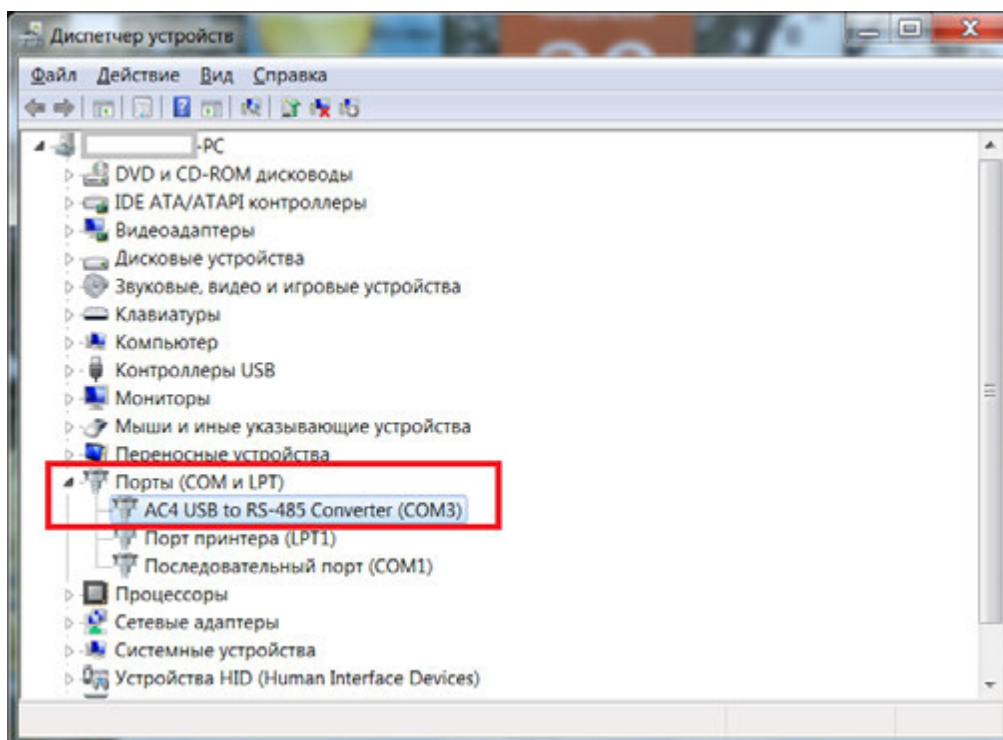 Диспетчер устройств
Файл Действие Вид Справка
-PC
DVD и CD-ROM дисководы
IDE ATA/ATAPI контроллеры
Видеоадаптеры
Дисковые устройства
Звуковые, видео и игровые устройства
Клавиатуры
Компьютер
Контроллеры USB
Мониторы
Мыши и иные указывающие устройства
Переносные устройства
Порты (COM и LPT)
AC4 USB to RS-485 Converter (COM3)
Порт принтера (LPT1)
Последовательный порт (COM1)
Процессоры
Сетевые адаптеры
Системные устройства
Устройства HID (Human Interface Devices)